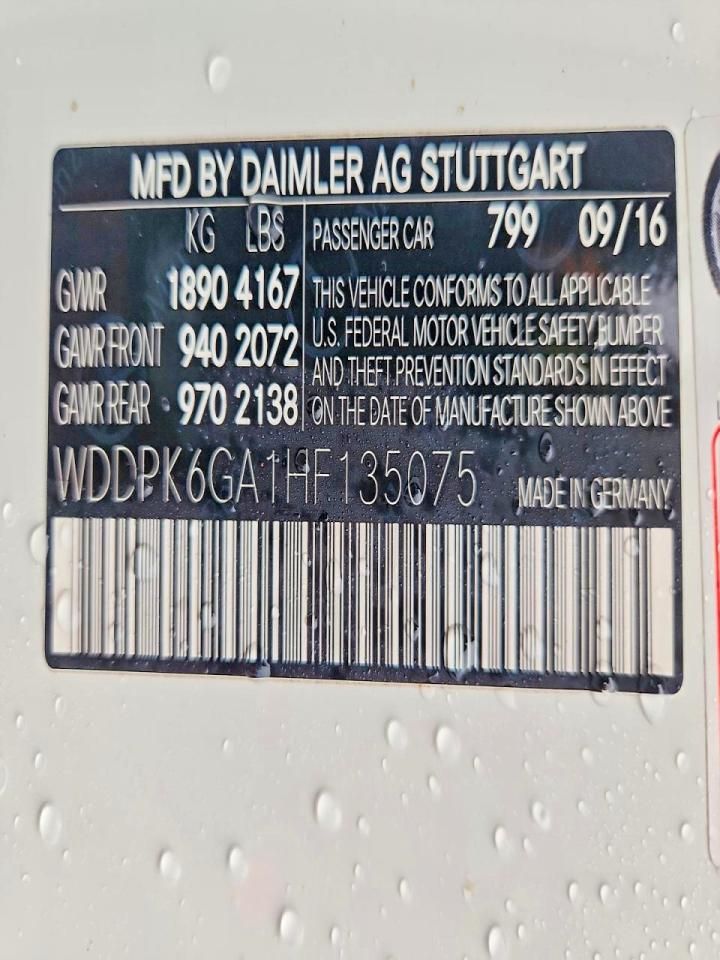 MFD BY DAIMLER AG STUTTGART
KG LBS PASSENGER CAR 799 09/16
GVWR 1890 4167 THIS VEHICLE CONFORMS TO ALL APPLICABLE
GAWR FRONT 940 2072 U.S. FEDERAL MOTOR VEHICLE SAFETY, BUMPER
AND THEFT PREVENTION STANDARDS IN EFFECT
GAWR REAR 970 2138 ON THE DATE OF MANUFACTURE SHOWN ABOVE
WDDPK6GA1HF135075 MADE IN GERMANY